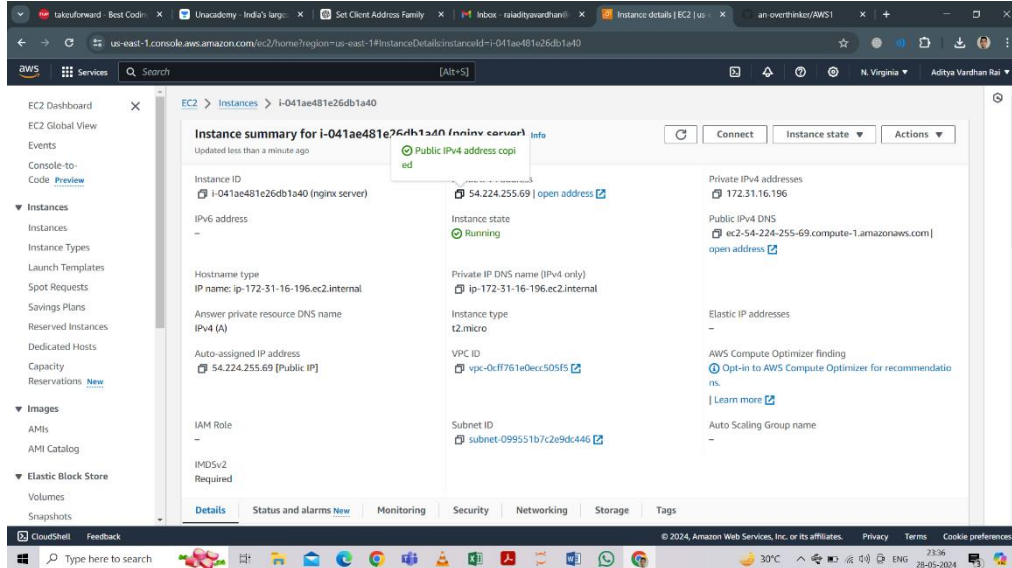 takeuforward - Best Codin
Unacademy - India's large
Set Client Address Family
Inbox - raiadityavardhan
Instance details | EC2 | us-e
an-overthinker/AWS1
us-east-1.console.aws.amazon.com/ec2/home?region=us-east-1#InstanceDetails:instanceId=i-041ae481e26db1a40
aws
Services
Search
[Alt+S]
N. Virginia
Aditya Vardhan Rai
EC2 Dashboard
EC2 Global View
Events
Console-to-
Code Preview
Instances
Instances
Instance Types
Launch Templates
Spot Requests
Savings Plans
Reserved Instances
Dedicated Hosts
Capacity
Reservations New
Images
AMIs
AMI Catalog
Elastic Block Store
Volumes
Snapshots
EC2 > Instances > i-041ae481e26db1a40
Instance summary for i-041ae481e26db1a40 (nginx server) Info
Updated less than a minute ago
Connect
Instance state
Actions
Public IPv4 address copi
ed
Instance ID
i-041ae481e26db1a40 (nginx server)
54.224.255.69 | open address
Private IPv4 addresses
172.31.16.196
IPv6 address
–
Instance state
Running
Public IPv4 DNS
ec2-54-224-255-69.compute-1.amazonaws.com |
open address
Hostname type
IP name: ip-172-31-16-196.ec2.internal
Private IP DNS name (IPv4 only)
ip-172-31-16-196.ec2.internal
Answer private resource DNS name
IPv4 (A)
Instance type
t2.micro
Elastic IP addresses
–
Auto-assigned IP address
54.224.255.69 [Public IP]
VPC ID
vpc-0cff761e0ecc505f5
AWS Compute Optimizer finding
Opt-in to AWS Compute Optimizer for recommendatio
ns.
| Learn more
IAM Role
–
Subnet ID
subnet-099551b7c2e9dc446
Auto Scaling Group name
–
IMDSv2
Required
Details
Status and alarms New
Monitoring
Security
Networking
Storage
Tags
CloudShell
Feedback
© 2024, Amazon Web Services, Inc. or its affiliates.
Privacy
Terms
Cookie preferences
Type here to search
30°C
ENG
23:36
28-05-2024